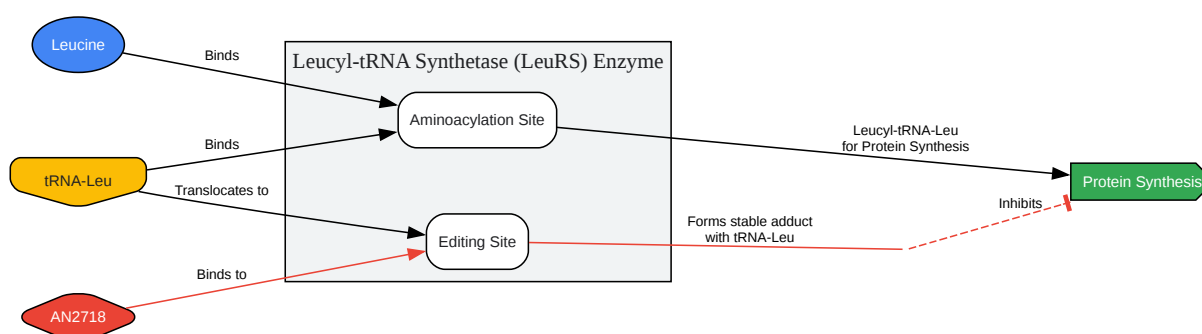 Leucine
Binds
Leucyl-tRNA Synthetase (LeuRS) Enzyme
Aminoacylation Site
Binds
tRNA-Leu
Translocates to
Leucyl-tRNA-Leu
for Protein Synthesis
Protein Synthesis
Inhibits
Editing Site
Forms stable adduct
with tRNA-Leu
Binds to
AN2718